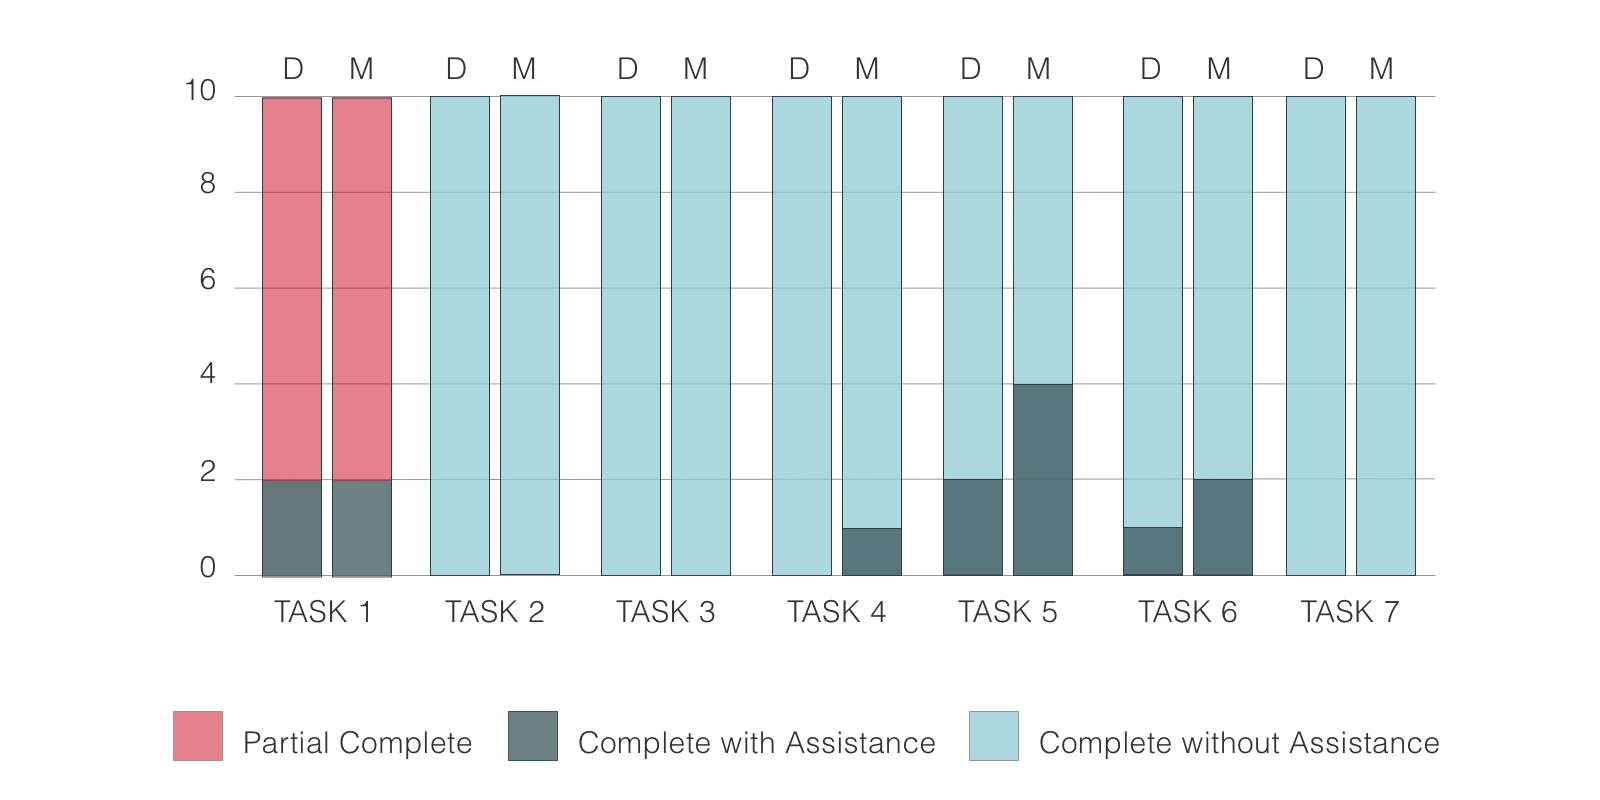 D M D M D M D M D M D M D M
10
8
6
4
2
0
TASK 1 TASK 2 TASK 3 TASK 4 TASK 5 TASK 6 TASK 7
Partial Complete Complete with Assistance Complete without Assistance